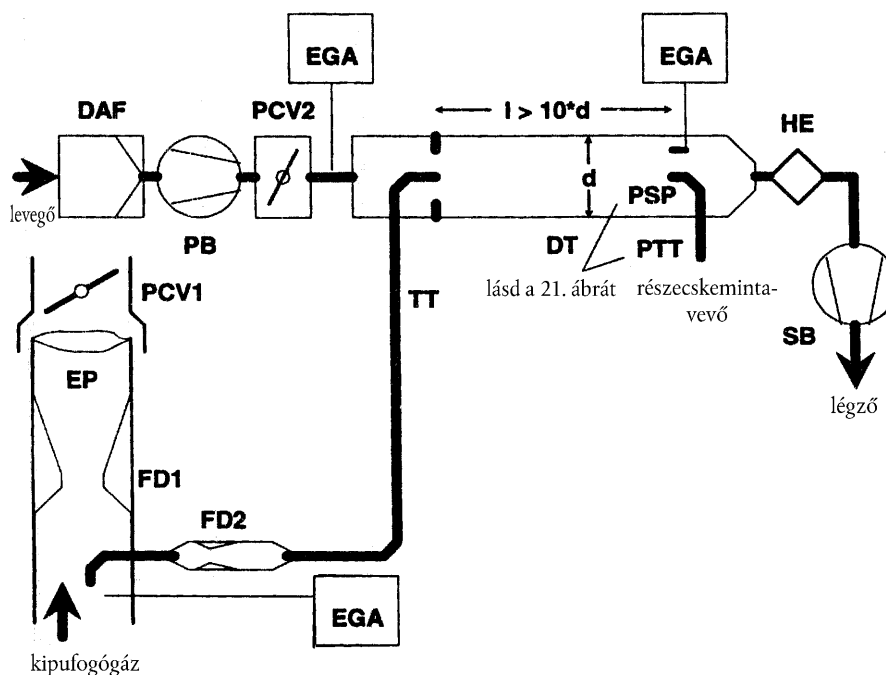 EGA
EGA
DAF
PCV2
l > 10*d
HE
levegő
d
PSP
PB
DT
PTT
PCV1
TT
lásd a 21. ábrát
részecskeminta-
vevő
SB
EP
légző
FD1
FD2
EGA
kipufogógáz